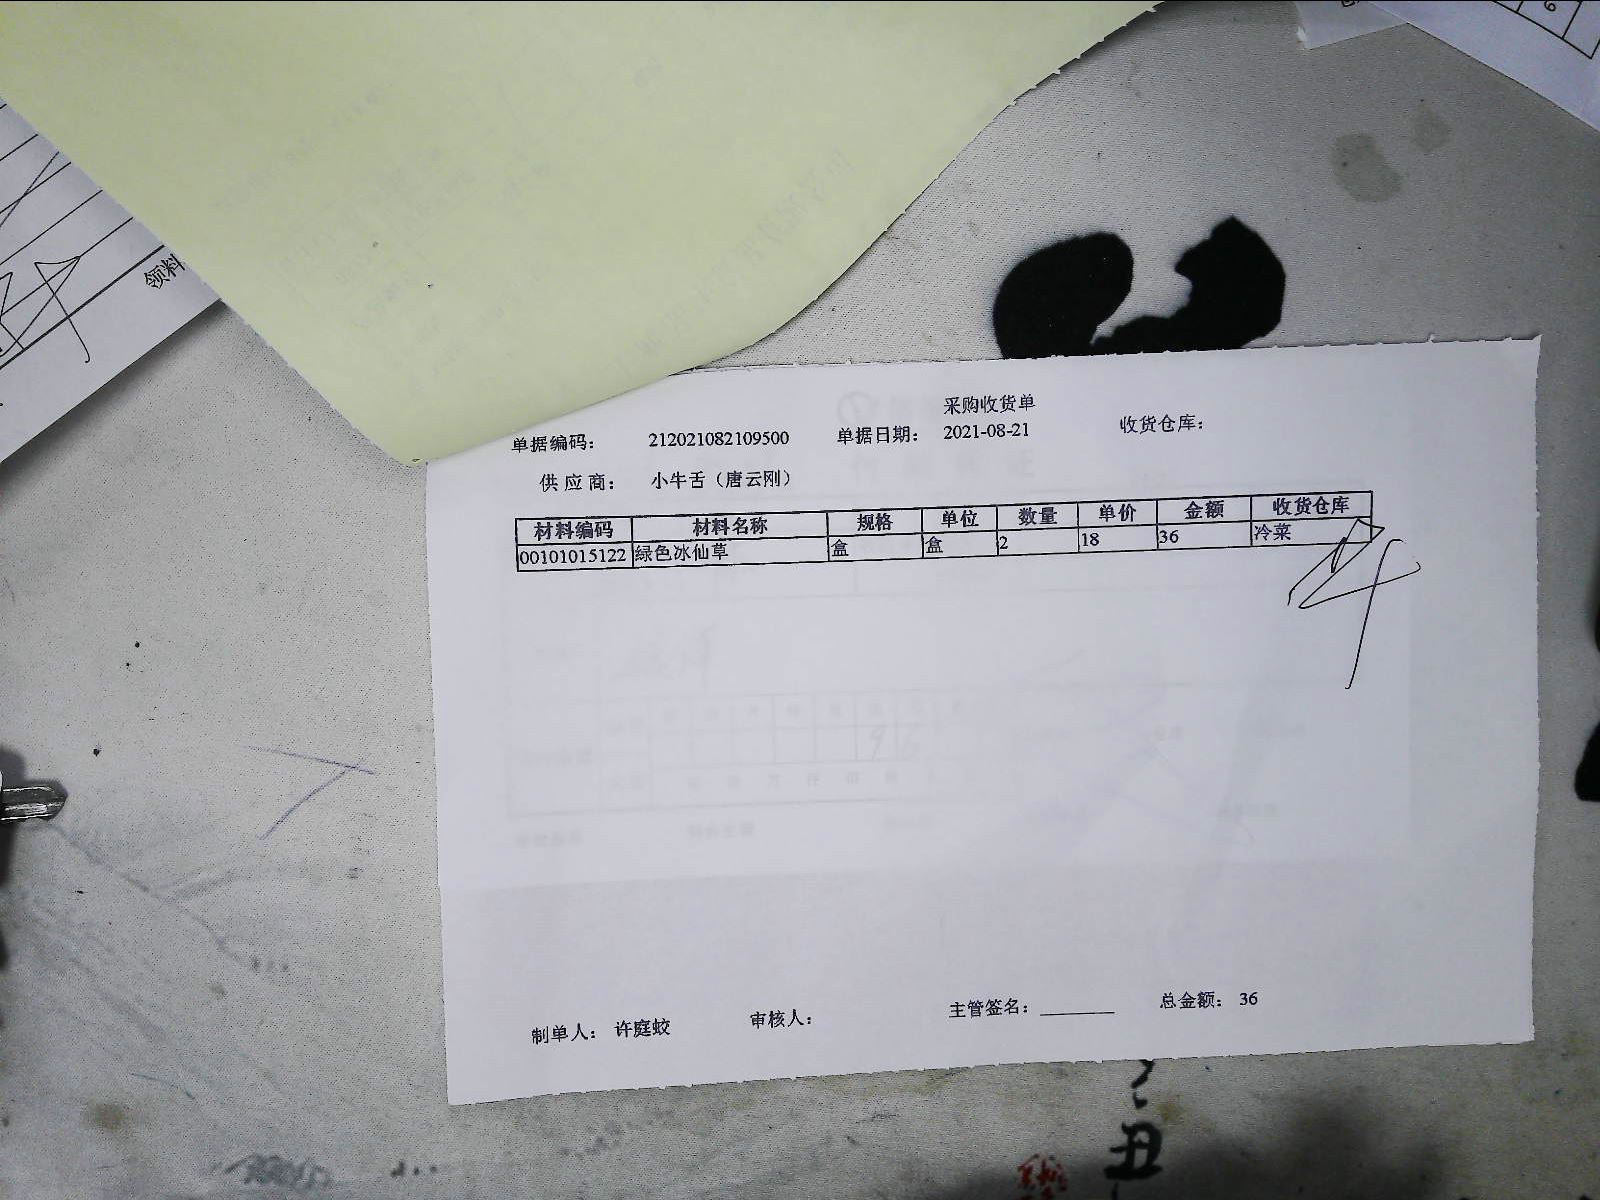 领料
采购收货单
单据编码: 212021082109500 单据日期: 2021-08-21 收货仓库:
供应商: 小牛舌（唐云刚）
材料编码 材料名称 规格 单位 数量 单价 金额 收货仓库
00101015122 绿色冰仙草 盒 盒 2 18 36 冷菜
制单人: 许庭蛟 审核人: 主管签名: 总金额: 36
丑